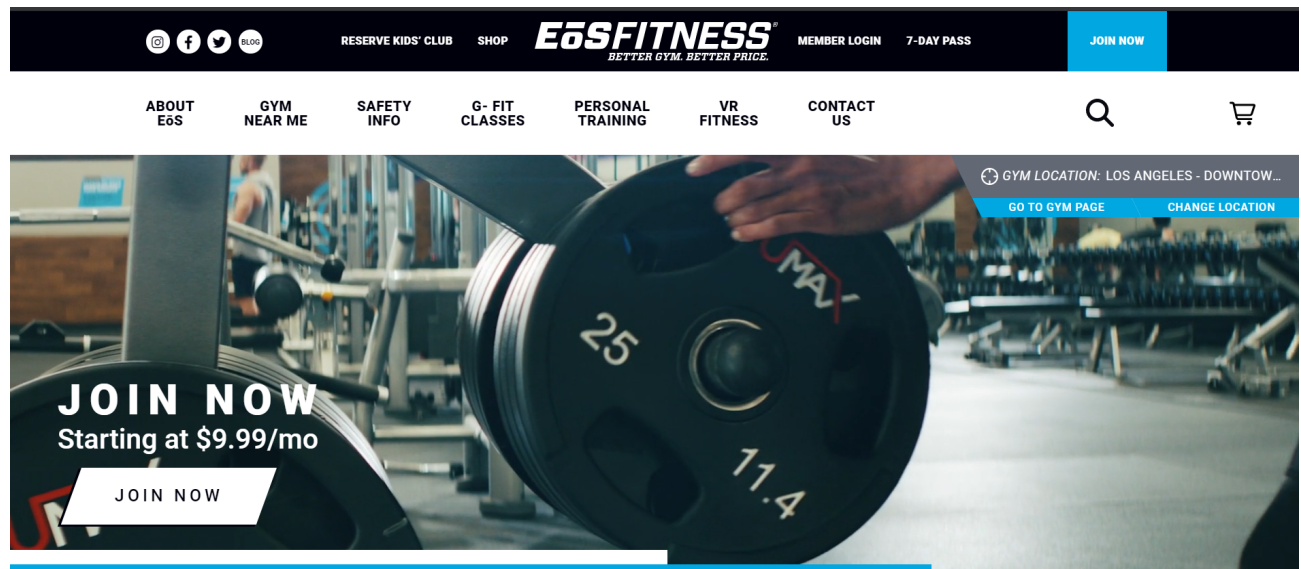 BLOG
RESERVE KIDS' CLUB
SHOP
EōSFITNESS®
BETTER GYM. BETTER PRICE.
MEMBER LOGIN
7-DAY PASS
JOIN NOW
ABOUT
EōS
GYM
NEAR ME
SAFETY
INFO
G- FIT
CLASSES
PERSONAL
TRAINING
VR
FITNESS
CONTACT
US
GYM LOCATION: LOS ANGELES - DOWNTOW...
GO TO GYM PAGE
CHANGE LOCATION
MAX
25
11.4
JOIN NOW
Starting at $9.99/mo
JOIN NOW